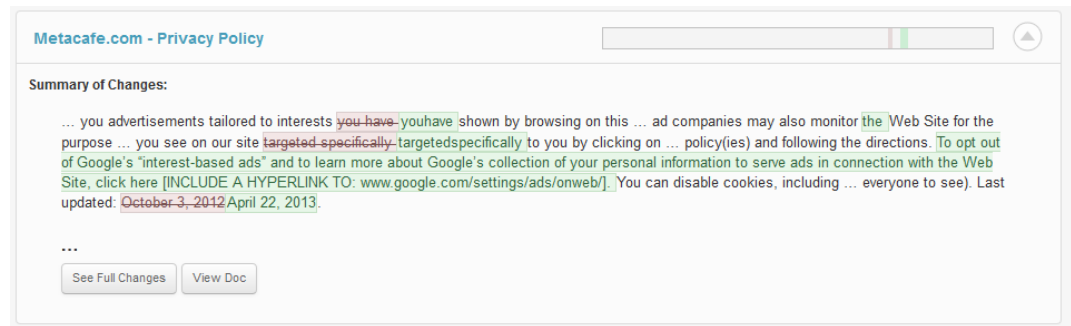 Metacafe.com - Privacy Policy
Summary of Changes:
... you advertisements tailored to interests you have youhave shown by browsing on this ... ad companies may also monitor the Web Site for the
purpose ... you see on our site targeted specifically targetedspecifically to you by clicking on ... policy(ies) and following the directions. To opt out
of Google's “interest-based ads” and to learn more about Google's collection of your personal information to serve ads in connection with the Web
Site, click here [INCLUDE A HYPERLINK TO: www.google.com/settings/ads/onweb/]. You can disable cookies, including ... everyone to see). Last
updated: October 3, 2012 April 22, 2013.
...
See Full Changes View Doc